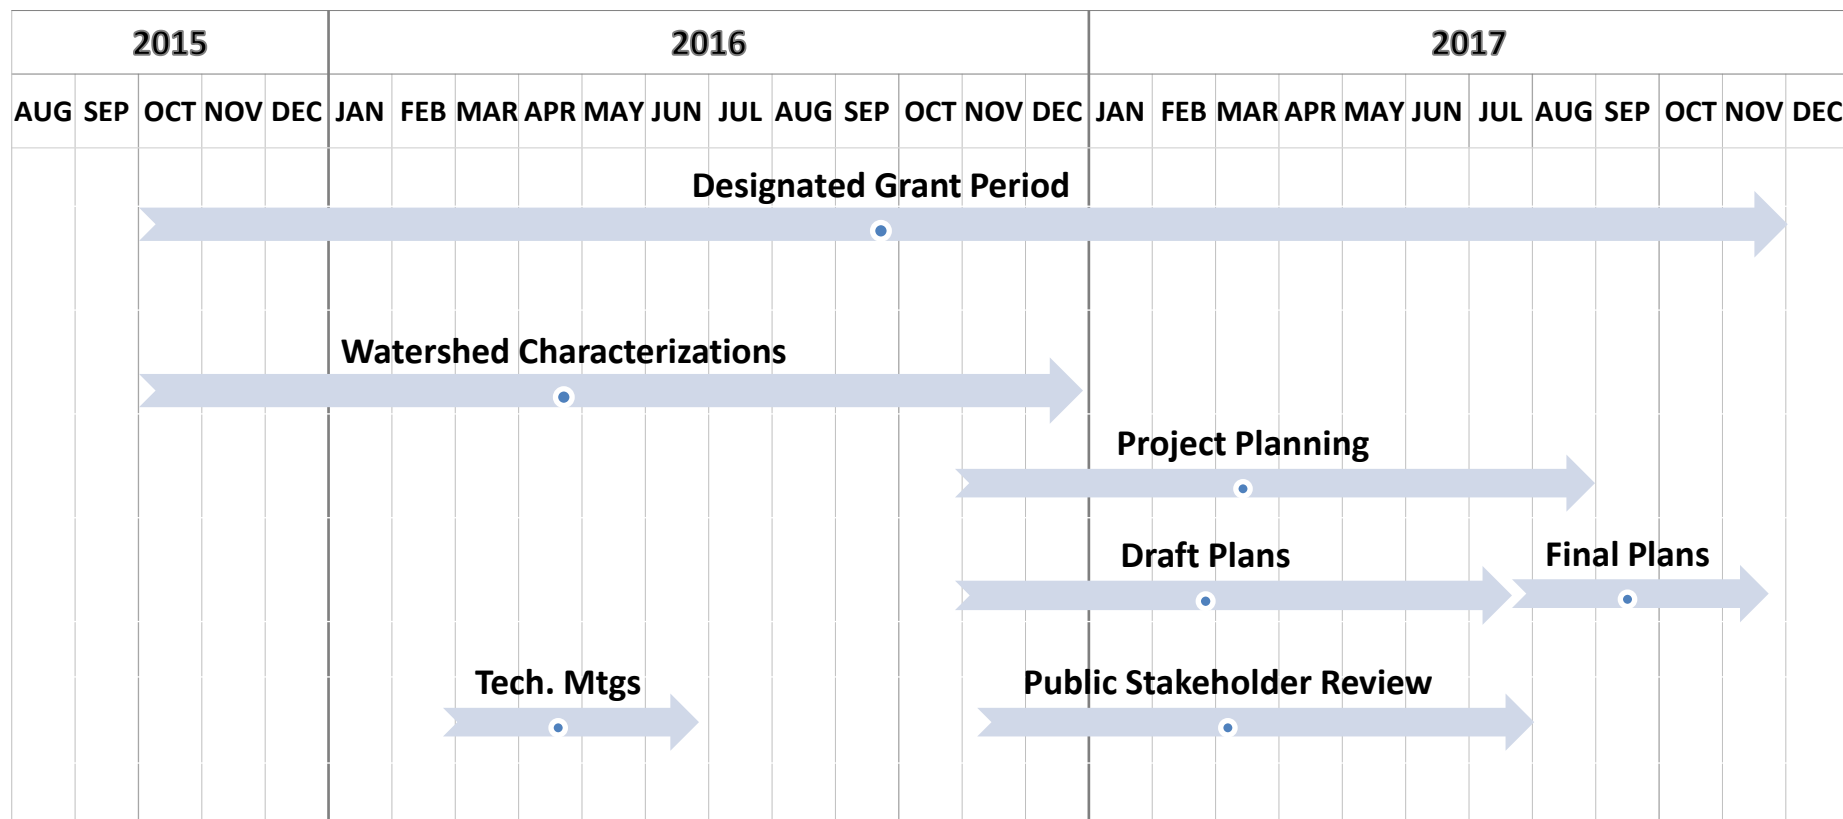 2015 2016 2017
AUG SEP OCT NOV DEC JAN FEB MAR APR MAY JUN JUL AUG SEP OCT NOV DEC JAN FEB MAR APR MAY JUN JUL AUG SEP OCT NOV DEC
Designated Grant Period
Watershed Characterizations
Project Planning
Draft Plans Final Plans
Tech. Mtgs Public Stakeholder Review